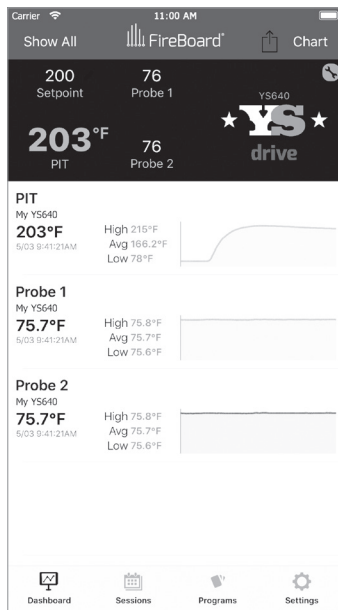 Carrier 11:00 AM
Show All FireBoard® Chart
200 76
Setpoint Probe 1
YS640
YS
drive
203°F
PIT
76
Probe 2
PIT
My YS640
203°F
5/03 9:41:21AM
High 215°F
Avg 166.2°F
Low 78°F
Probe 1
My YS640
75.7°F
5/03 9:41:21AM
High 75.8°F
Avg 75.7°F
Low 75.6°F
Probe 2
My YS640
75.7°F
5/03 9:41:21AM
High 75.8°F
Avg 75.7°F
Low 75.6°F
Dashboard Sessions Programs Settings